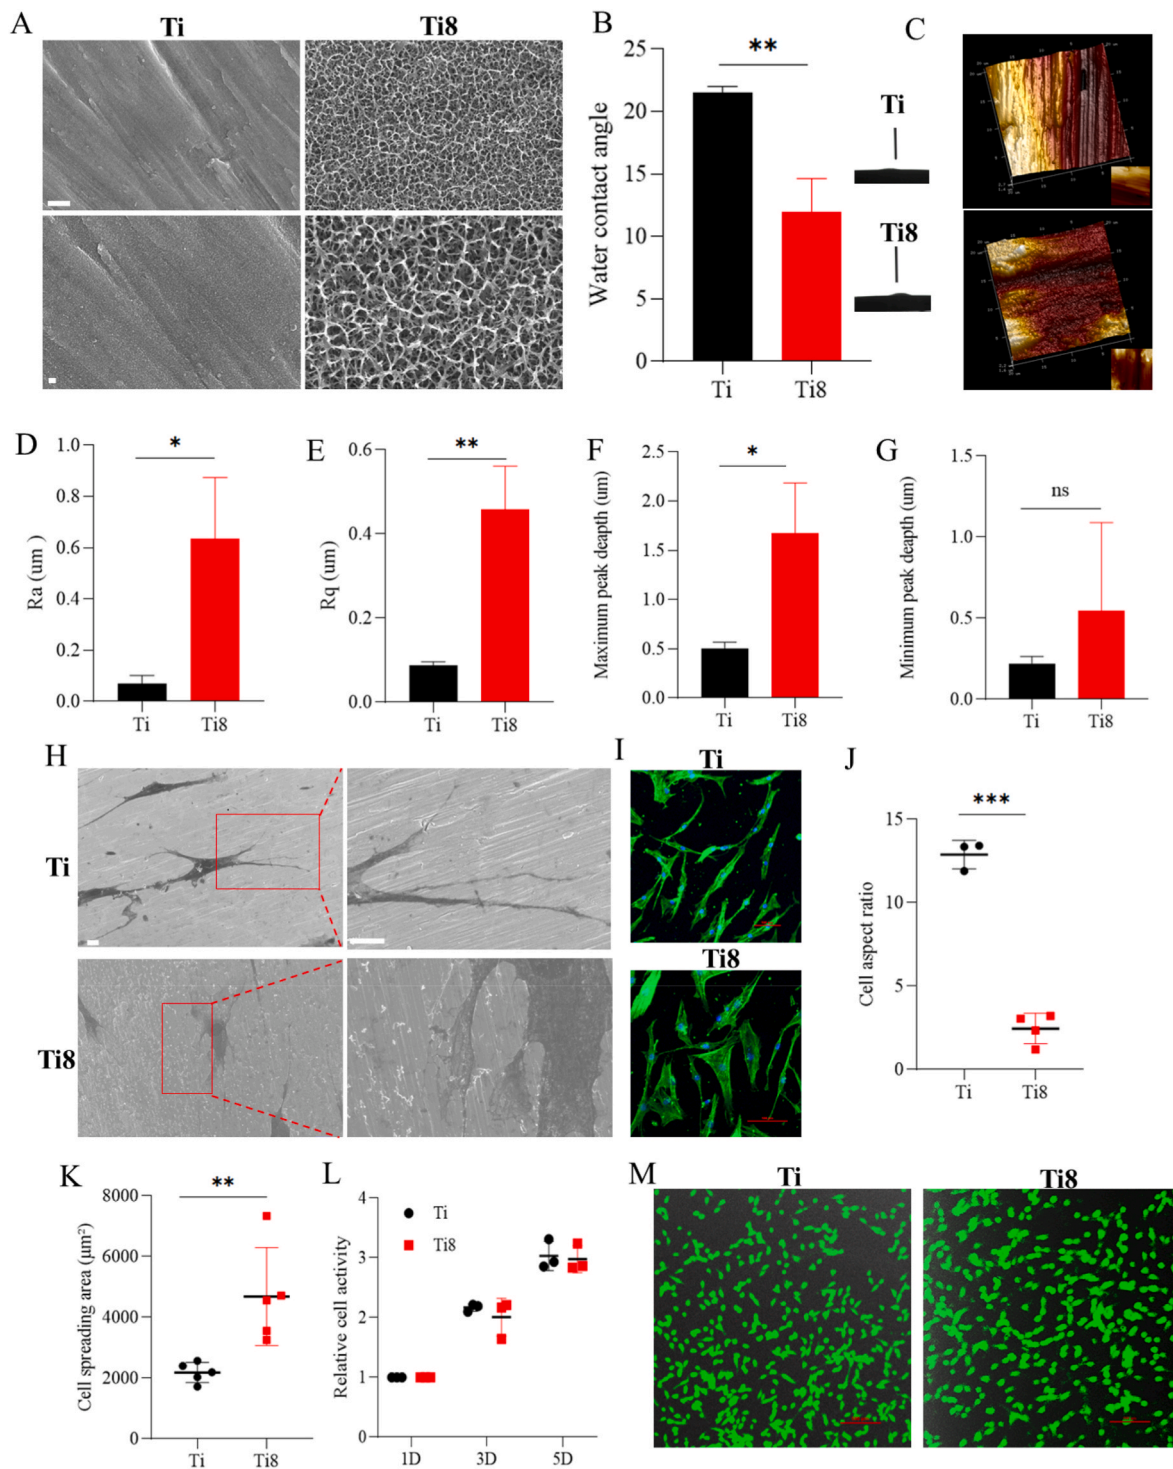 A
Ti
Ti8
B
Water contact angle
25
20
15
10
5
0
**
Ti
Ti8
Ti
Ti8
C
D
Ra (um )
1.0
0.8
0.6
0.4
0.2
0.0
*
Ti
Ti8
E
Rq (um)
0.6
0.4
0.2
0.0
**
Ti
Ti8
F
Maximum peak deapth (um)
2.5
2.0
1.5
1.0
0.5
0.0
*
Ti
Ti8
G
Minimum peak deapth (um)
1.5
1.0
0.5
0.0
ns
Ti
Ti8
H
Ti
Ti8
I
Ti
Ti8
J
Cell aspect ratio
15
10
5
0
***
Ti
Ti8
K
Cell spreading area (μm²)
8000
6000
4000
2000
0
**
Ti
Ti8
L
Relative cell activity
4
3
2
1
0
Ti
Ti8
1D
3D
5D
M
Ti
Ti8